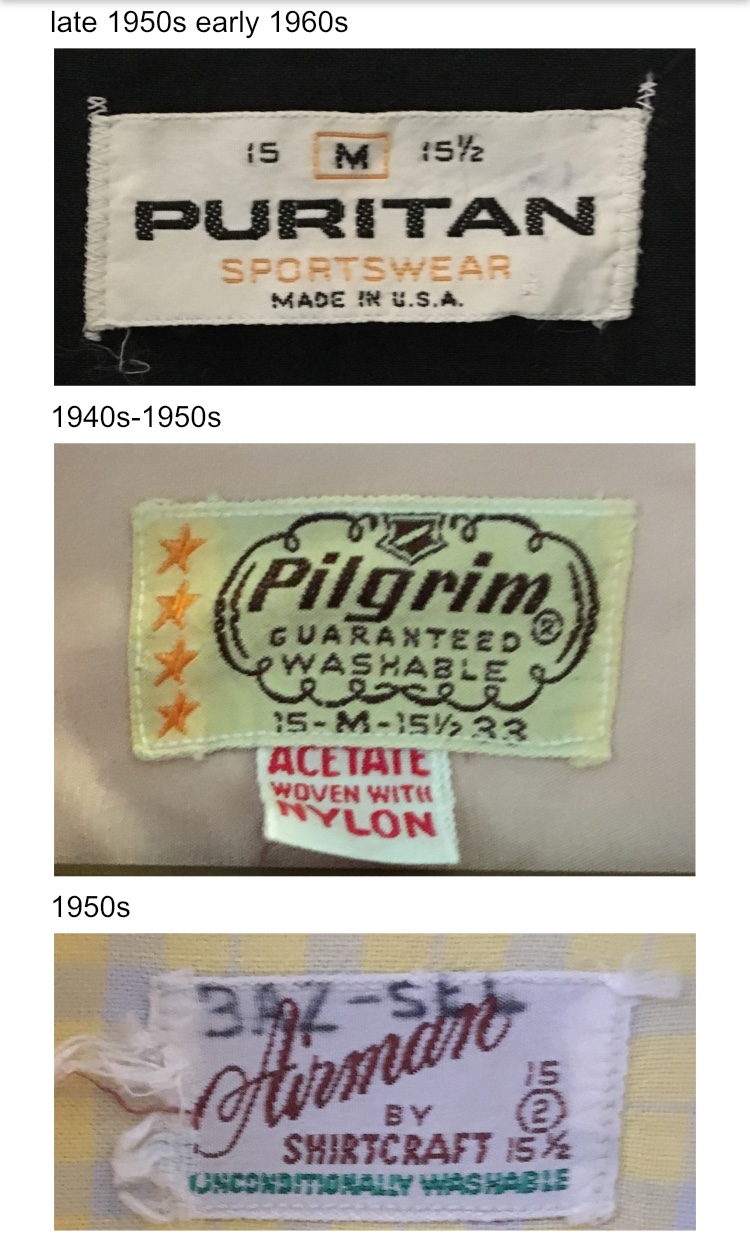 late 1950s early 1960s
15 M 15½
PURITAN
SPORTSWEAR
MADE IN U.S.A.
1940s-1950s
Pilgrim®
GUARANTEED
WASHABLE
15-M-15½ 33
ACETATE
WOVEN WITH
NYLON
1950s
Airman
15
BY
2
SHIRTCRAFT 15½
UNCONDITIONALLY WASHABLE